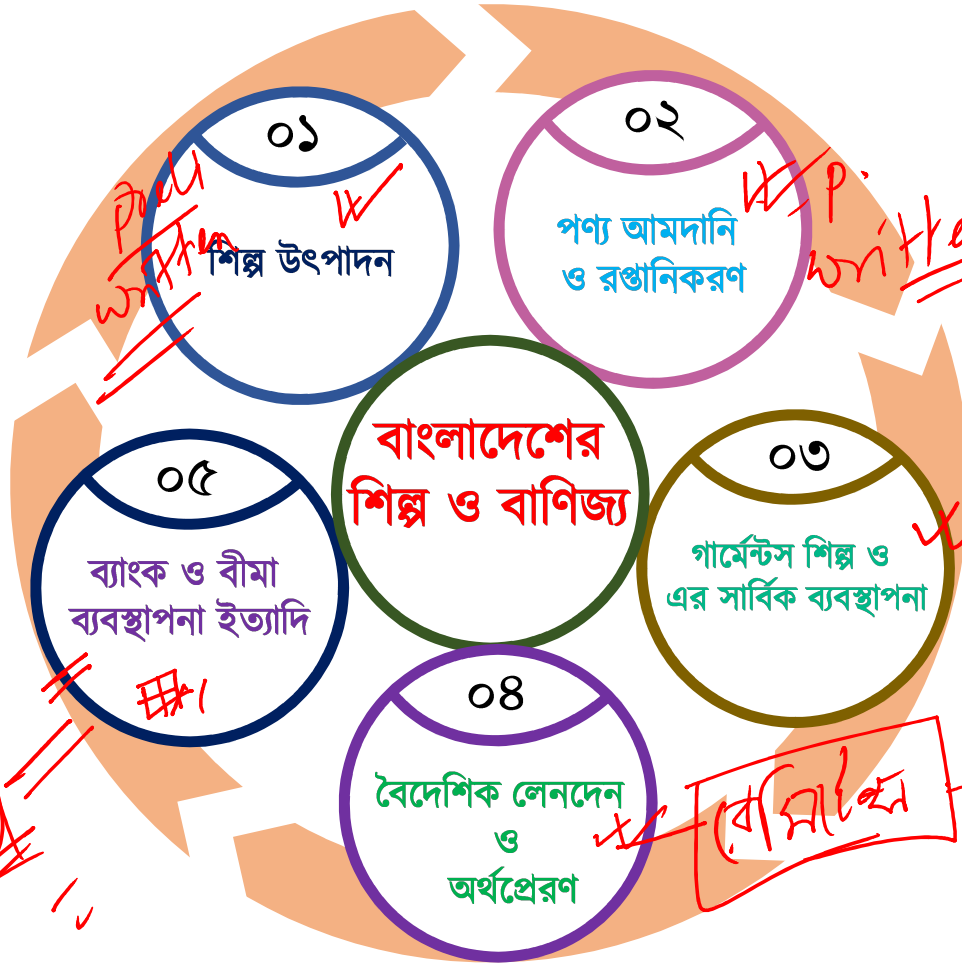 ০১
শিল্প উৎপাদন
০২
পণ্য আমদানি
ও রপ্তানিকরণ
বাংলাদেশের
শিল্প ও বাণিজ্য
০৩
গার্মেন্টস শিল্প ও
এর সার্বিক ব্যবস্থাপনা
০৪
বৈদেশিক লেনদেন
ও
অর্থপ্রেরণ
০৫
ব্যাংক ও বীমা
ব্যবস্থাপনা ইত্যাদি
written
P.